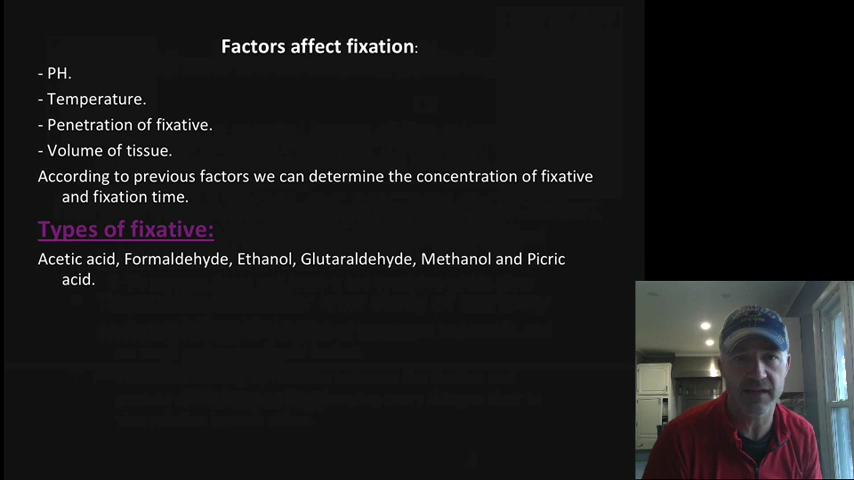 Factors affect fixation:
- PH.
- Temperature.
- Penetration of fixative.
- Volume of tissue.
According to previous factors we can determine the concentration of fixative
and fixation time.
Types of fixative:
Acetic acid, Formaldehyde, Ethanol, Glutaraldehyde, Methanol and Picric
acid.